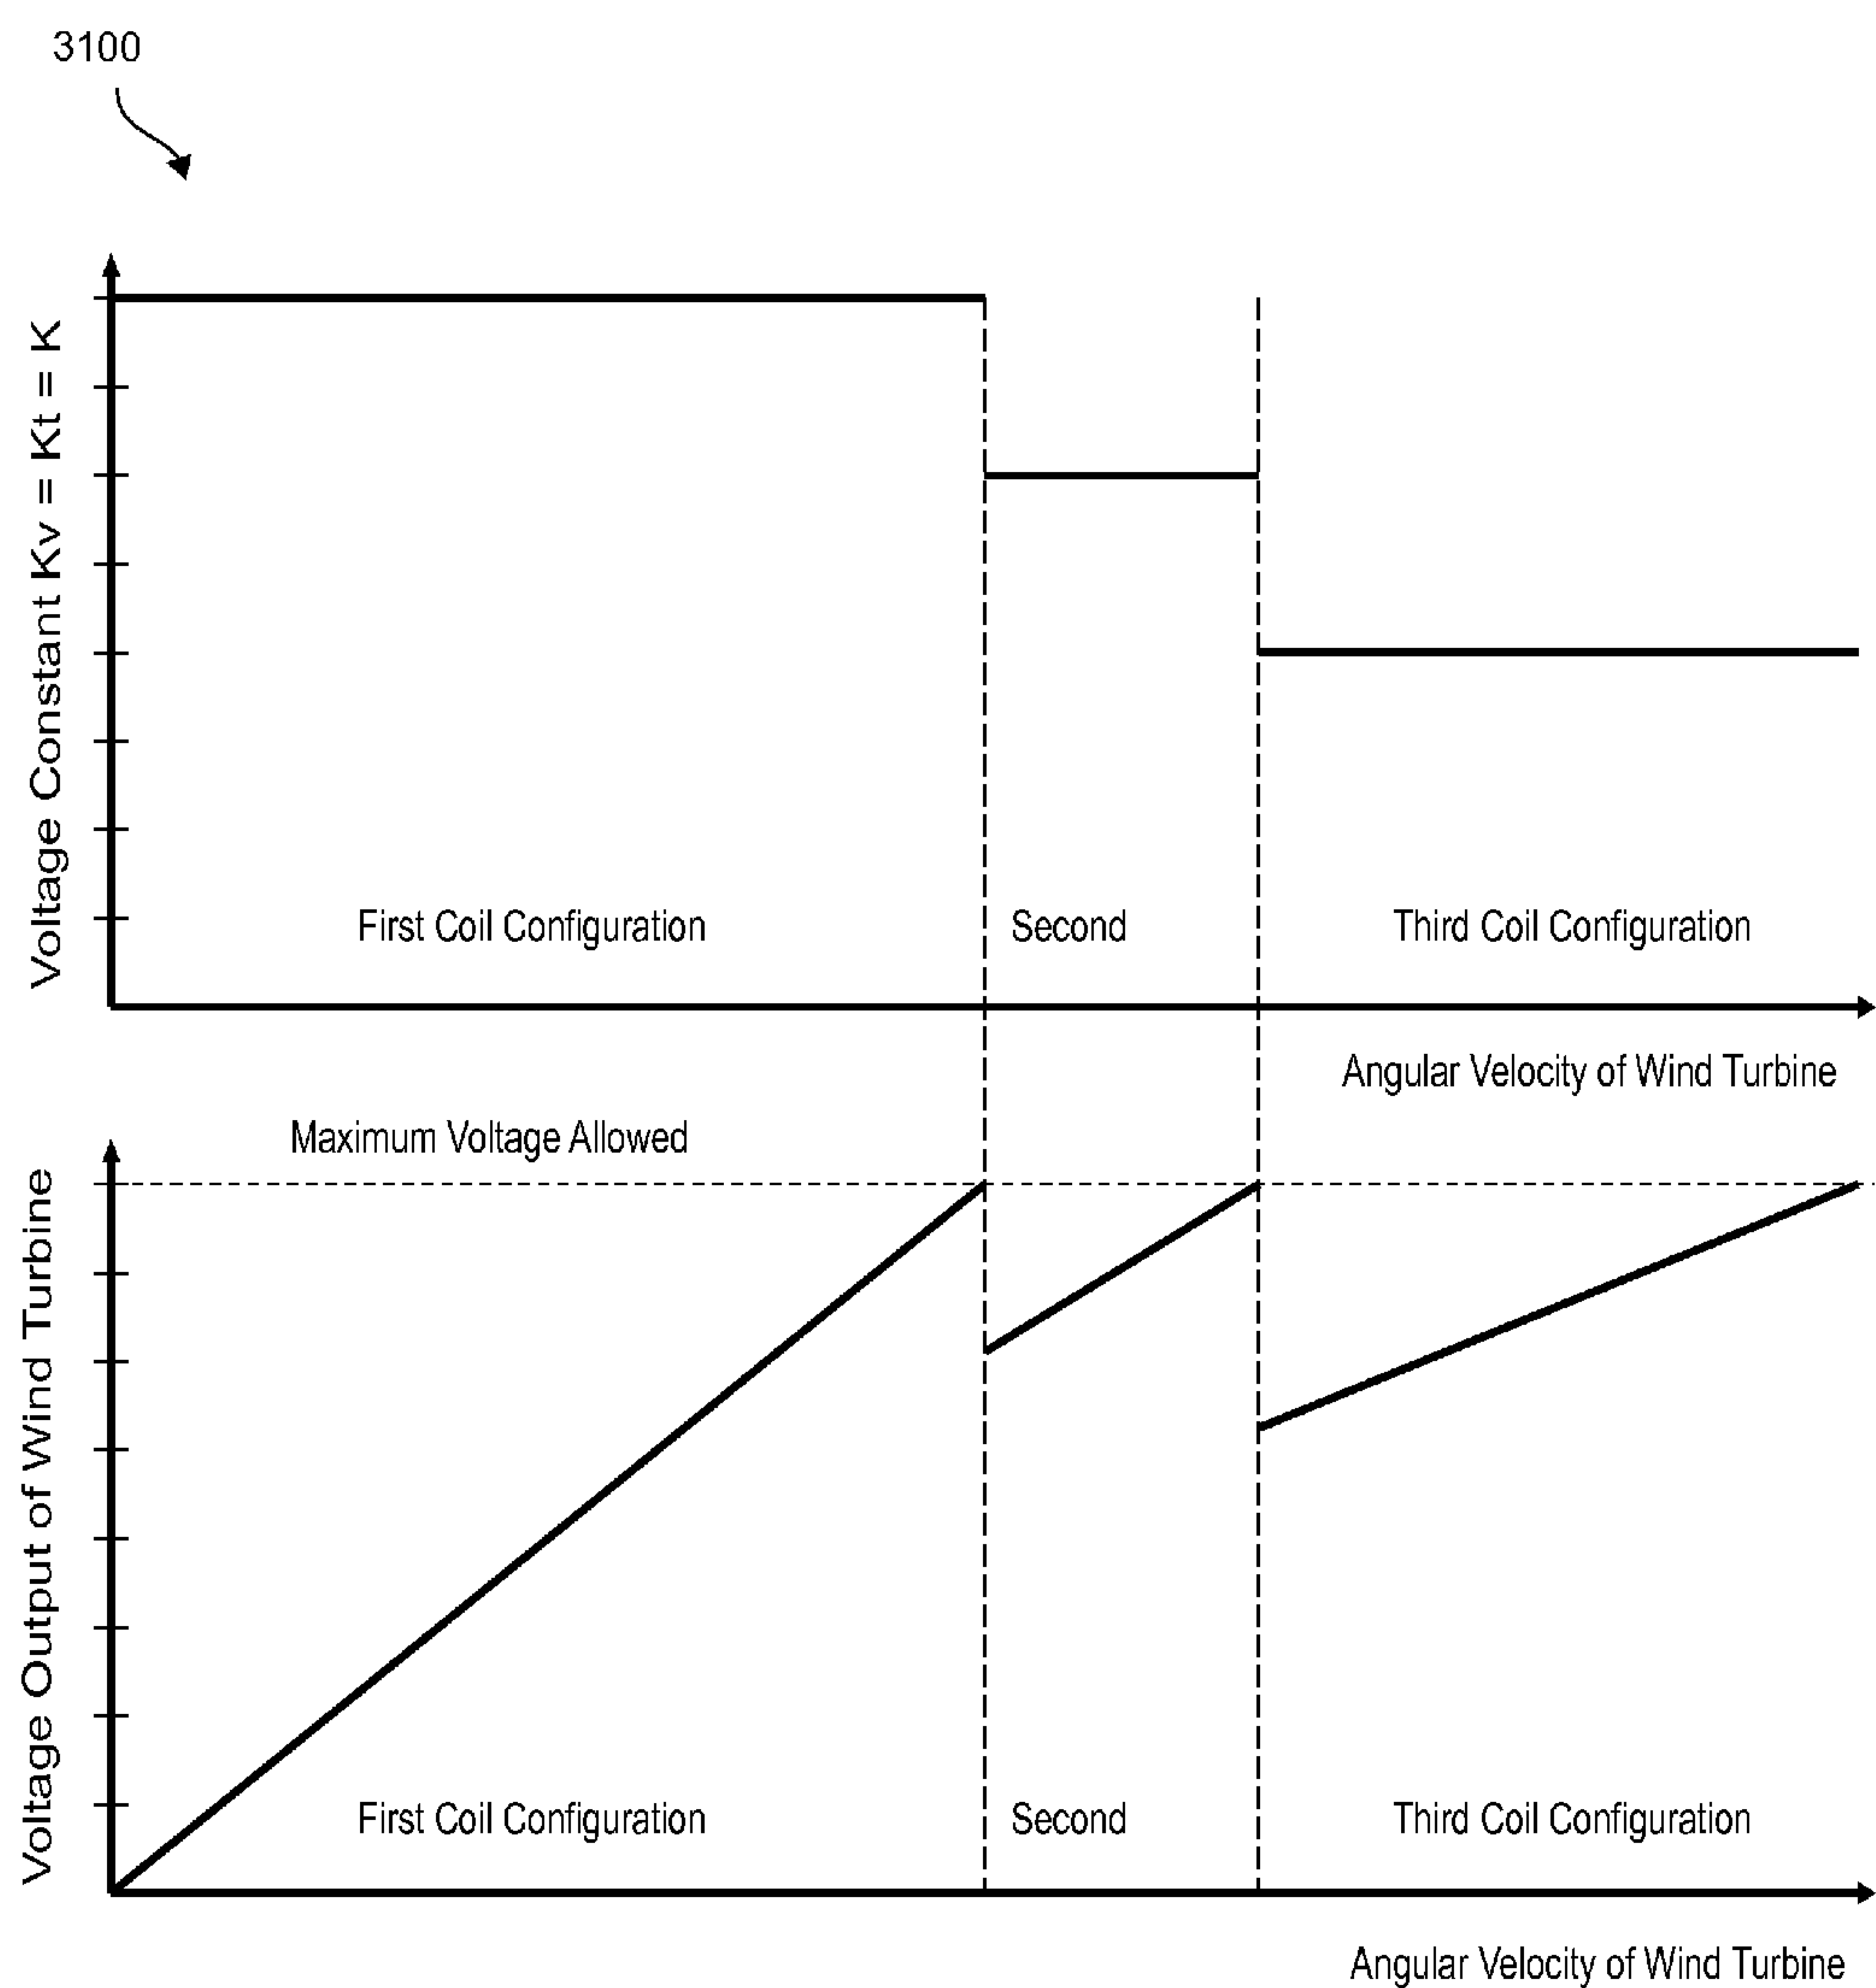 3100
Voltage Constant Kv = Kt = K
First Coil Configuration
Second
Third Coil Configuration
Angular Velocity of Wind Turbine
Maximum Voltage Allowed
Voltage Output of Wind Turbine
First Coil Configuration
Second
Third Coil Configuration
Angular Velocity of Wind Turbine